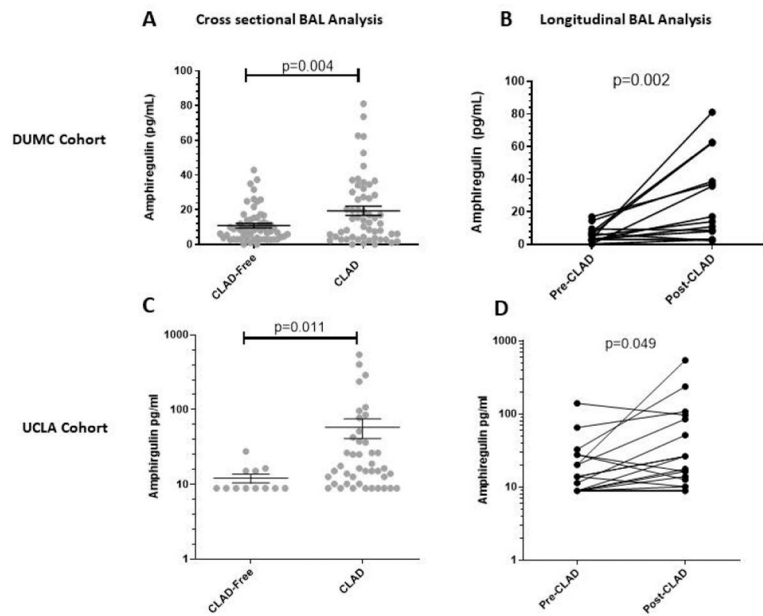 A Cross sectional BAL Analysis
B Longitudinal BAL Analysis
DUMC Cohort
Amphiregulin (pg/mL)
100
80
60
40
20
0
p=0.004
CLAD-Free
CLAD
Amphiregulin (pg/mL)
100
80
60
40
20
0
p=0.002
Pre-CLAD
Post-CLAD
C
D
UCLA Cohort
Amphirgulin pg/ml
1000
100
10
1
p=0.011
CLAD-Free
CLAD
Amphiregulin pg/ml
1000
100
10
1
p=0.049
Pre-CLAD
Post-CLAD